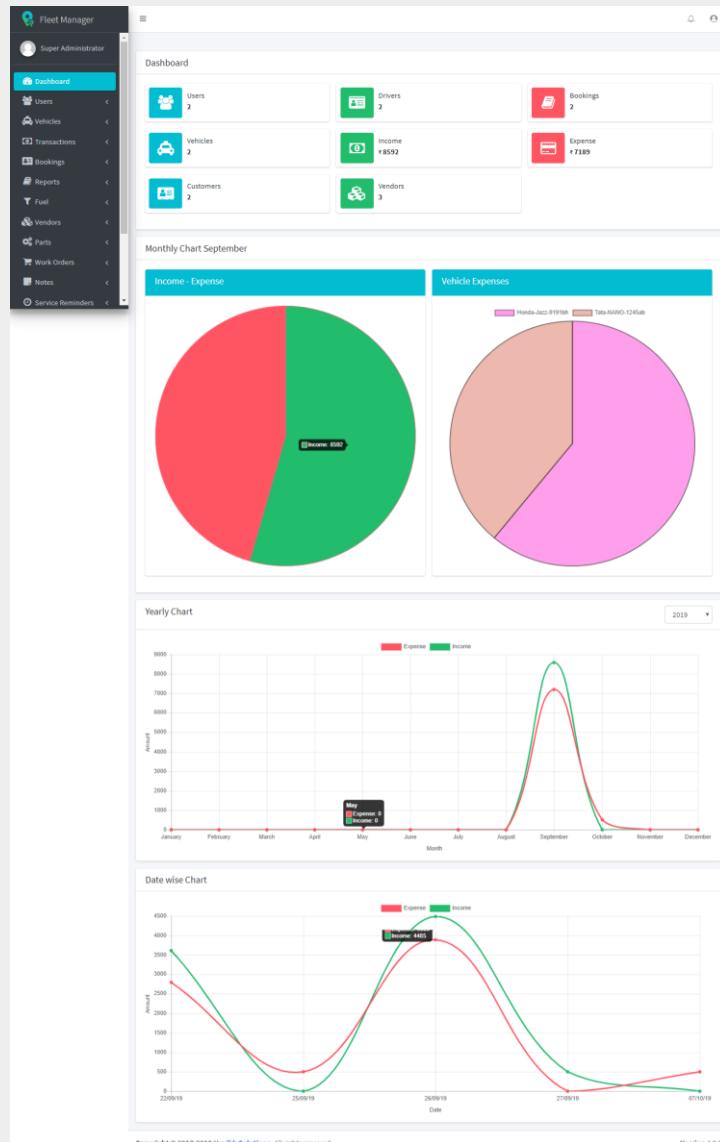 Fleet Manager
Super Administrator
Dashboard
Users
Vehicles
Transactions
Bookings
Reports
Fuel
Vendors
Parts
Work Orders
Notes
Service Reminders
Dashboard
Users
2
Drivers
2
Bookings
2
Vehicles
2
Income
₹ 8592
Expense
₹ 7189
Customers
2
Vendors
3
Monthly Chart September
Income - Expense
Income: 8592
Vehicle Expenses
Honda-Jazz-9191bh Tata-NANO-1245ab
Yearly Chart
2019
Expense Income
9000
8000
7000
6000
5000
4000
3000
2000
1000
0
Amount
May
Expense: 0
Income: 0
January February March April May June July August September October November December
Month
Date wise Chart
Expense Income
4500
4000
3500
3000
2500
2000
1500
1000
500
0
Amount
Income: 4485
22/09/19 25/09/19 26/09/19 27/09/19 07/10/19
Date